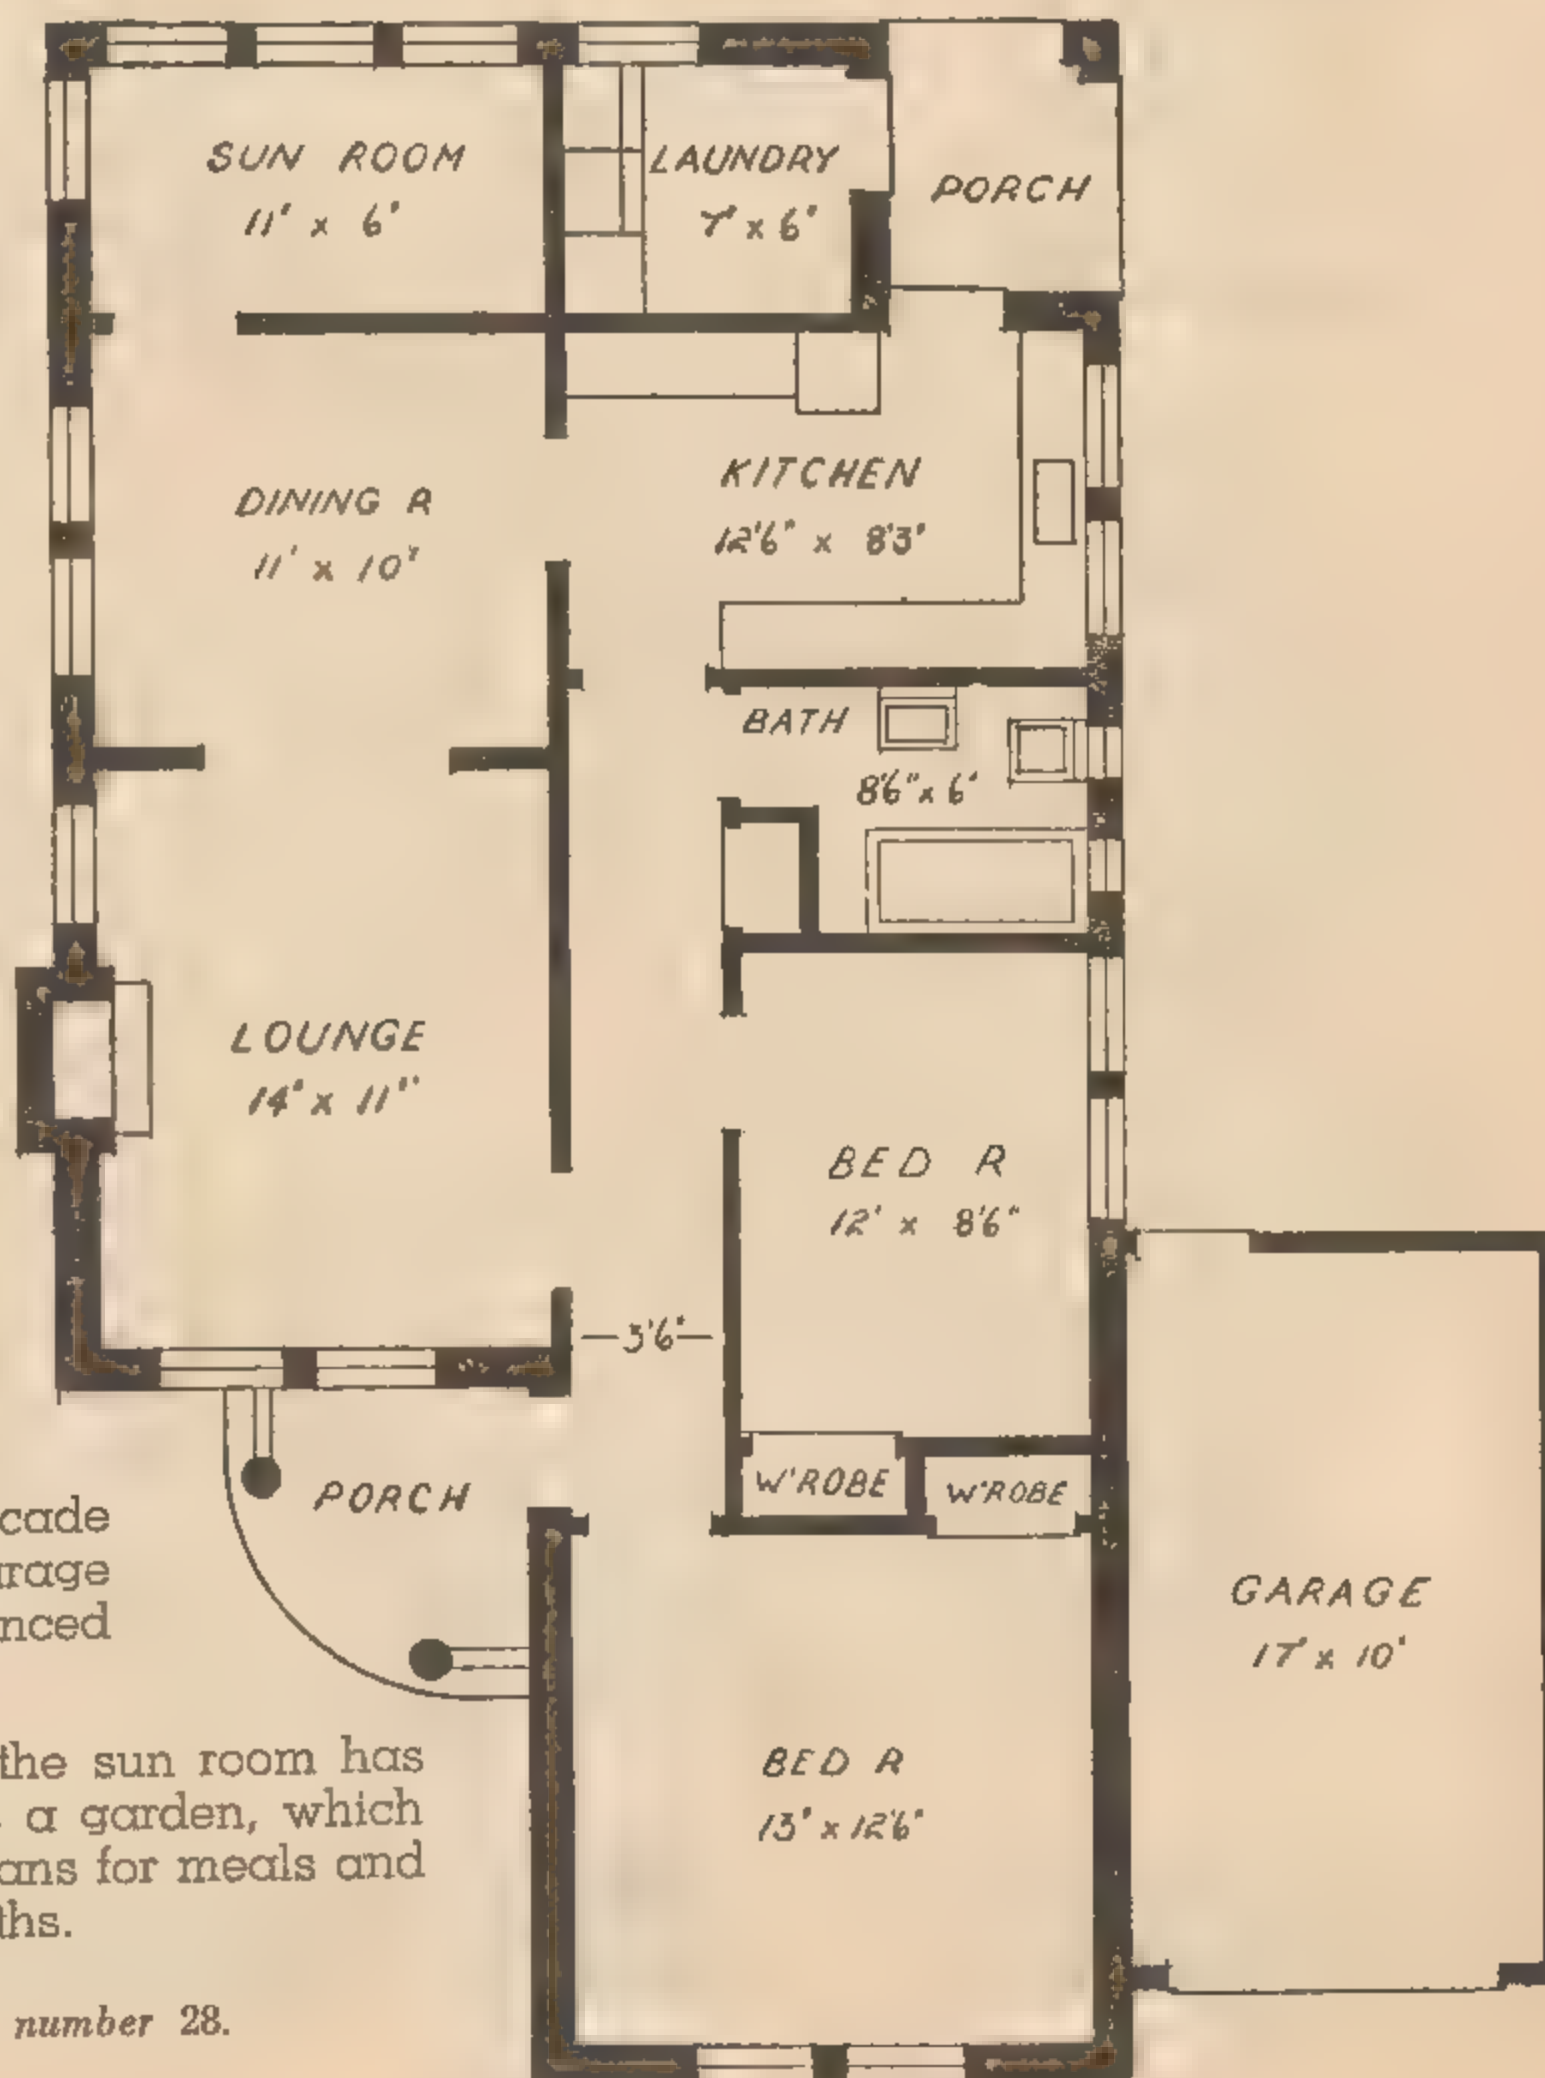 SUN ROOM
11' x 6'
LAUNDRY
7' x 6'
PORCH
DINING R
11' x 10'
KITCHEN
12'6" x 8'3"
BATH
8'6" x 6'
LOUNGE
14' x 11'
BED R
12' x 8'6"
3'6"
W'ROBE
W'ROBE
PORCH
GARAGE
17' x 10'
BED R
13' x 12'6"
cade
rage
nced
the sun room has
a garden, which
ans for meals and
ths.
number 28.